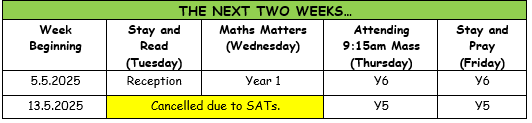 THE NEXT TWO WEEKS…
Week Beginning Stay and Read (Tuesday) Maths Matters (Wednesday) Attending 9:15am Mass (Thursday) Stay and Pray (Friday)
5.5.2025 Reception Year 1 Y6 Y6
13.5.2025 Cancelled due to SATs. Y5 Y5